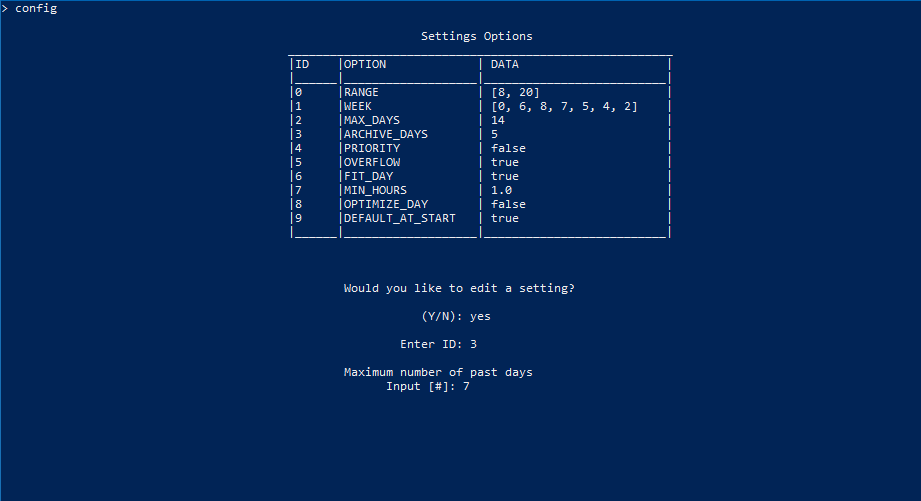 > config
Settings Options
ID OPTION DATA
0 RANGE [8, 20]
1 WEEK [0, 6, 8, 7, 5, 4, 2]
2 MAX_DAYS 14
3 ARCHIVE_DAYS 5
4 PRIORITY false
5 OVERFLOW true
6 FIT_DAY true
7 MIN_HOURS 1.0
8 OPTIMIZE_DAY false
9 DEFAULT_AT_START true
Would you like to edit a setting?
(Y/N): yes
Enter ID: 3
Maximum number of past days
Input [#]: 7